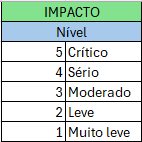 IMPACTO
Nível
5 Crítico
4 Sério
3 Moderado
2 Leve
1 Muito leve